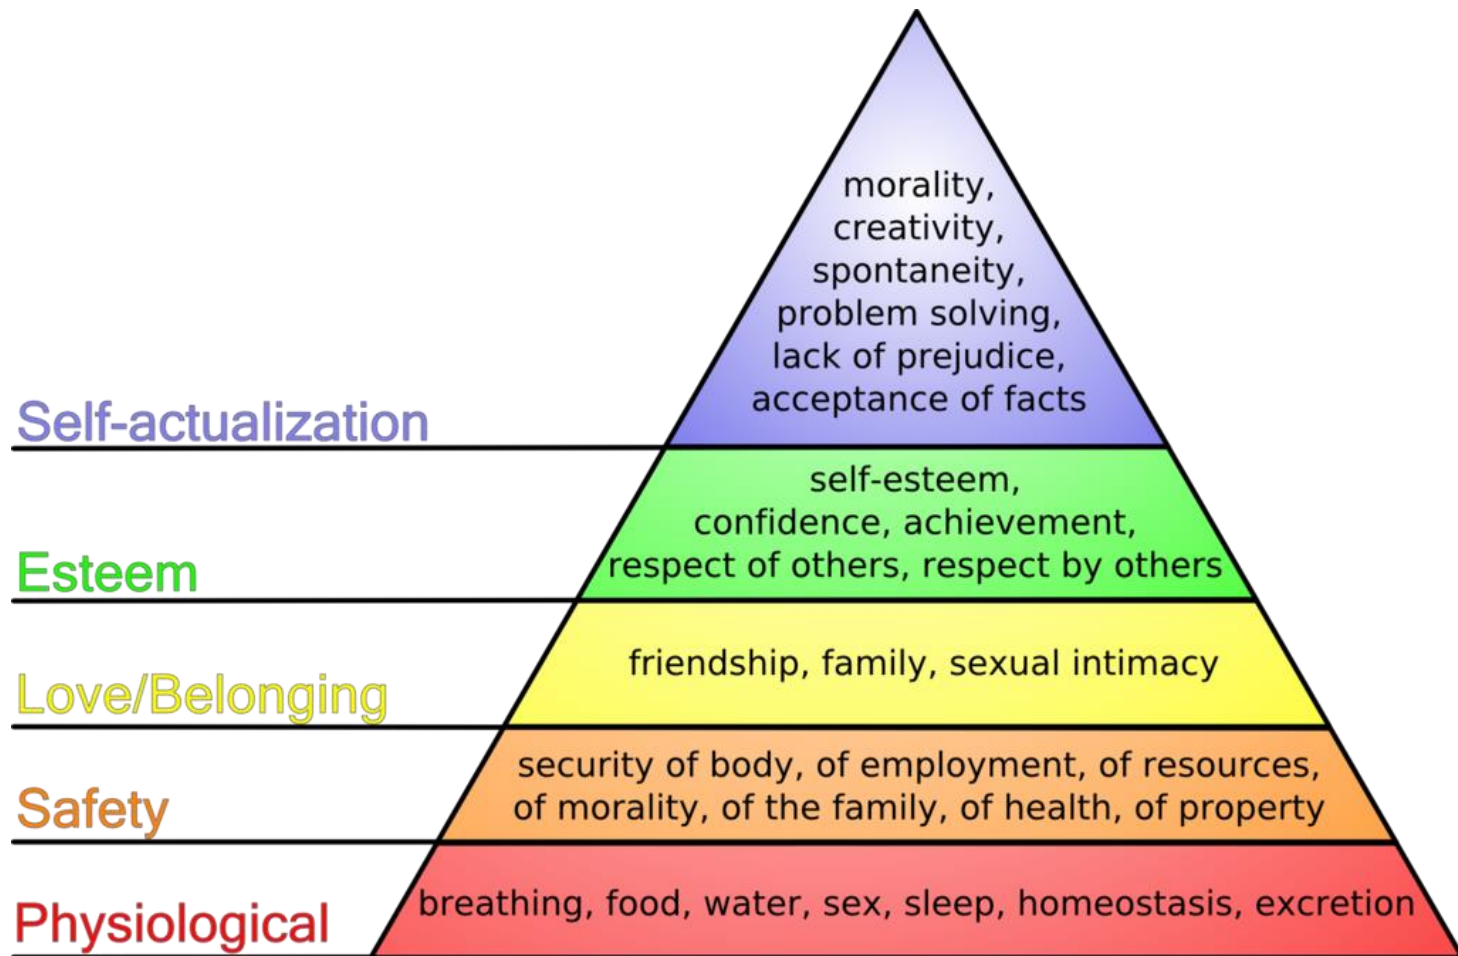 morality,
creativity,
spontaneity,
problem solving,
lack of prejudice,
acceptance of facts
Self-actualization
self-esteem,
confidence, achievement,
respect of others, respect by others
Esteem
friendship, family, sexual intimacy
Love/Belonging
security of body, of employment, of resources,
of morality, of the family, of health, of property
Safety
breathing, food, water, sex, sleep, homeostasis, excretion
Physiological